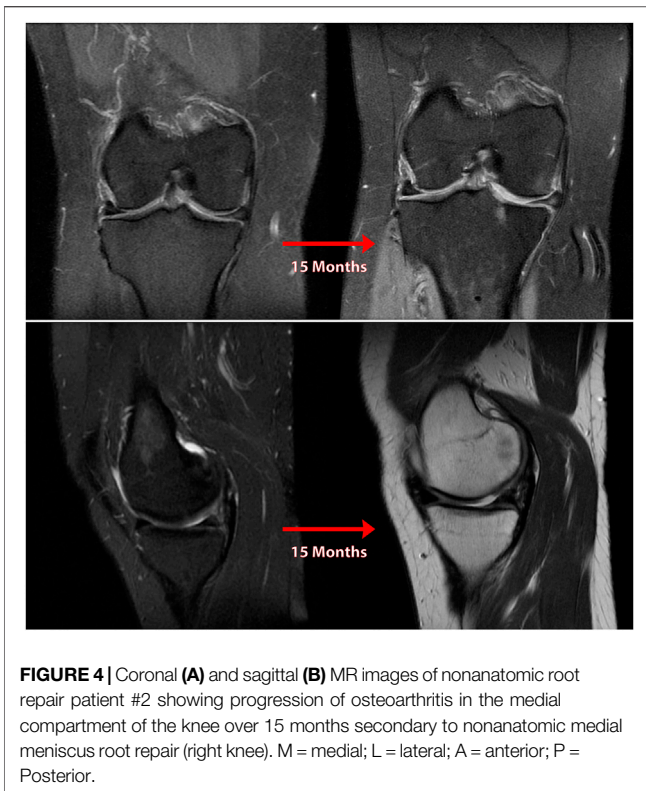 15 Months
15 Months
FIGURE 4 | Coronal (A) and sagittal (B) MR images of nonanatomic root
repair patient #2 showing progression of osteoarthritis in the medial
compartment of the knee over 15 months secondary to nonanatomic medial
meniscus root repair (right knee). M = medial; L = lateral; A = anterior; P =
Posterior.